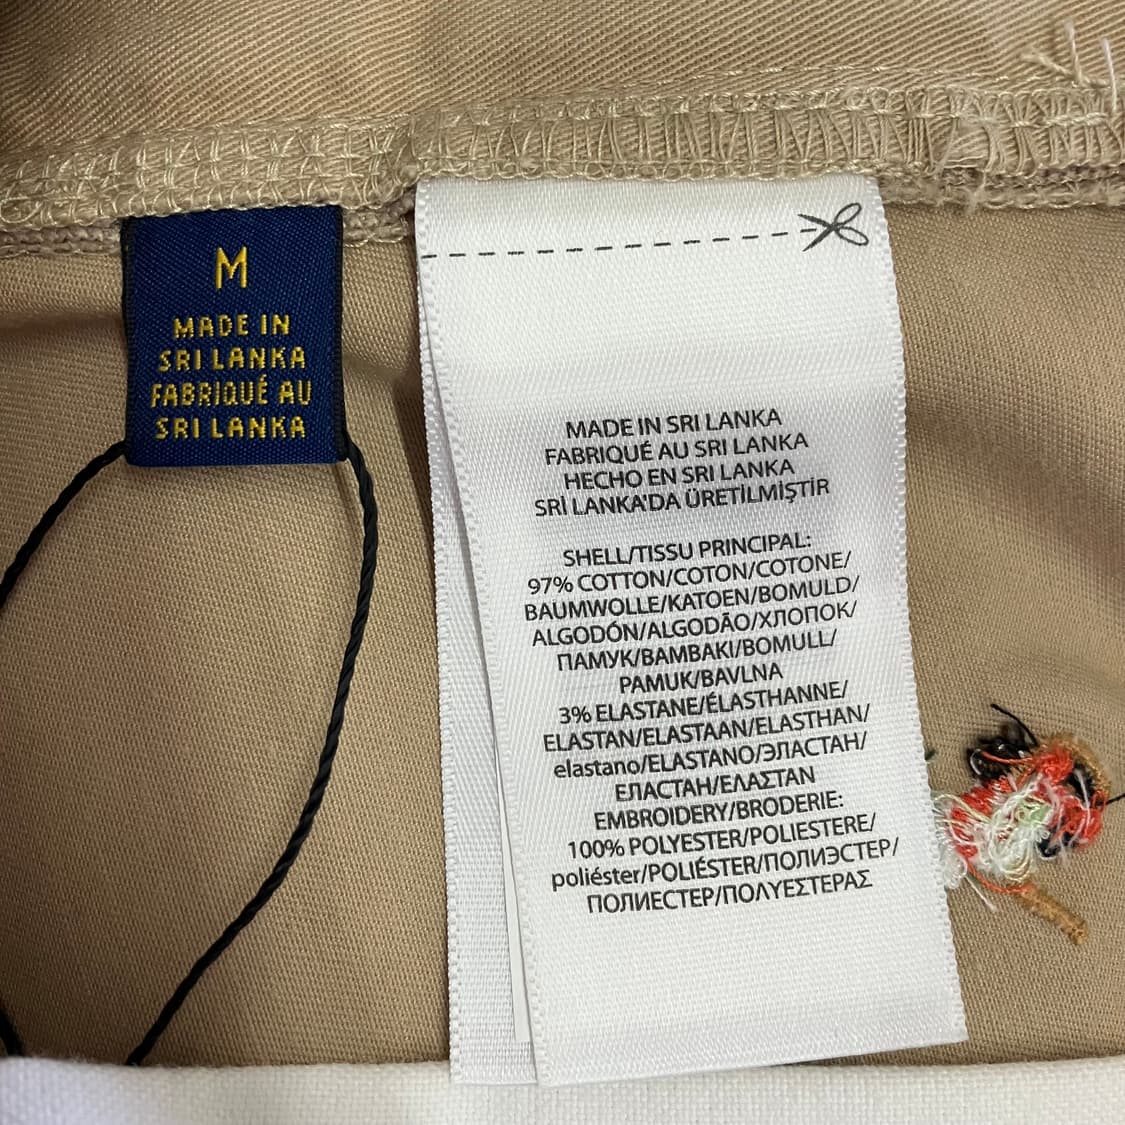 M
MADE IN
SRI LANKA
FABRIQUÉ AU
SRI LANKA
MADE IN SRI LANKA
FABRIQUÉ AU SRI LANKA
HECHO EN SRI LANKA
SRİ LANKA'DA ÜRETİLMİŞTİR
SHELL/TISSU PRINCIPAL:
97% COTTON/COTON/COTONE/
BAUMWOLLE/KATOEN/BOMULD/
ALGODÓN/ALGODÃO/ХЛОПОК/
ПАМУК/ΒΑΜΒΑΚΙ/BOMULL/
PAMUK/BAVLNA
3% ELASTANE/ÉLASTHANNE/
ELASTAN/ELASTAAN/ELASTHAN/
elastano/ELASTANO/ЭЛАСТАН/
ЕЛАСТАН/ΕΛΑΣΤΑΝ
EMBROIDERY/BRODERIE:
100% POLYESTER/POLIESTERE/
poliéster/POLIÉSTER/ПОЛИЭСТЕР/
ПОЛИЕСТЕР/ΠΟΛΥΕΣΤΕΡΑΣ